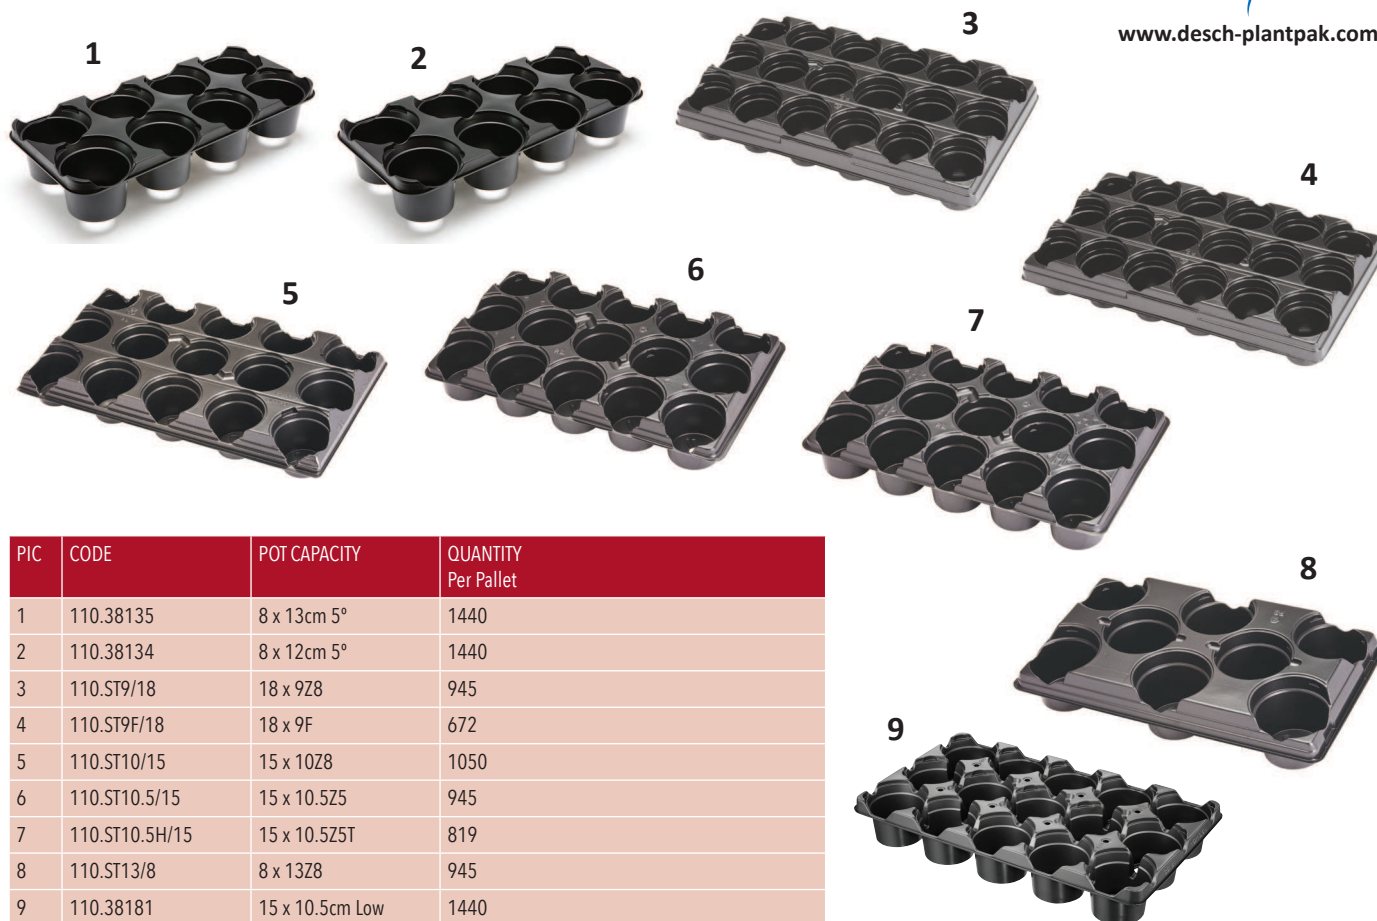 www.desch-plantpak.com
1
2
3
4
5
6
7
8
9
PIC CODE POT CAPACITY QUANTITY
Per Pallet
1 110.38135 8 x 13cm 5º 1440
2 110.38134 8 x 12cm 5º 1440
3 110.ST9/18 18 x 9Z8 945
4 110.ST9F/18 18 x 9F 672
5 110.ST10/15 15 x 10Z8 1050
6 110.ST10.5/15 15 x 10.5Z5 945
7 110.ST10.5H/15 15 x 10.5Z5T 819
8 110.ST13/8 8 x 13Z8 945
9 110.38181 15 x 10.5cm Low 1440